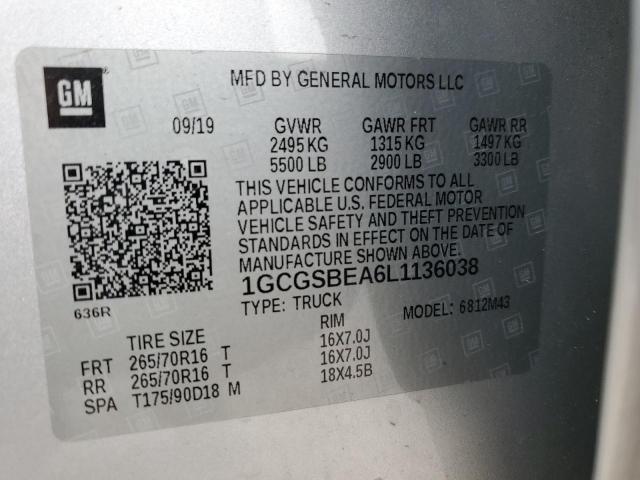 GM
MFD BY GENERAL MOTORS LLC
09/19 GVWR GAWR FRT GAWR RR
2495 KG 1315 KG 1497 KG
5500 LB 2900 LB 3300 LB
THIS VEHICLE CONFORMS TO ALL
APPLICABLE U.S. FEDERAL MOTOR
VEHICLE SAFETY AND THEFT PREVENTION
STANDARDS IN EFFECT ON THE DATE OF
MANUFACTURE SHOWN ABOVE.
1GCGSBEA6L1136038
636R
TYPE: TRUCK MODEL: 6812M43
TIRE SIZE RIM
FRT 265/70R16 T 16X7.0J
RR 265/70R16 T 16X7.0J
SPA T175/90D18 M 18X4.5B